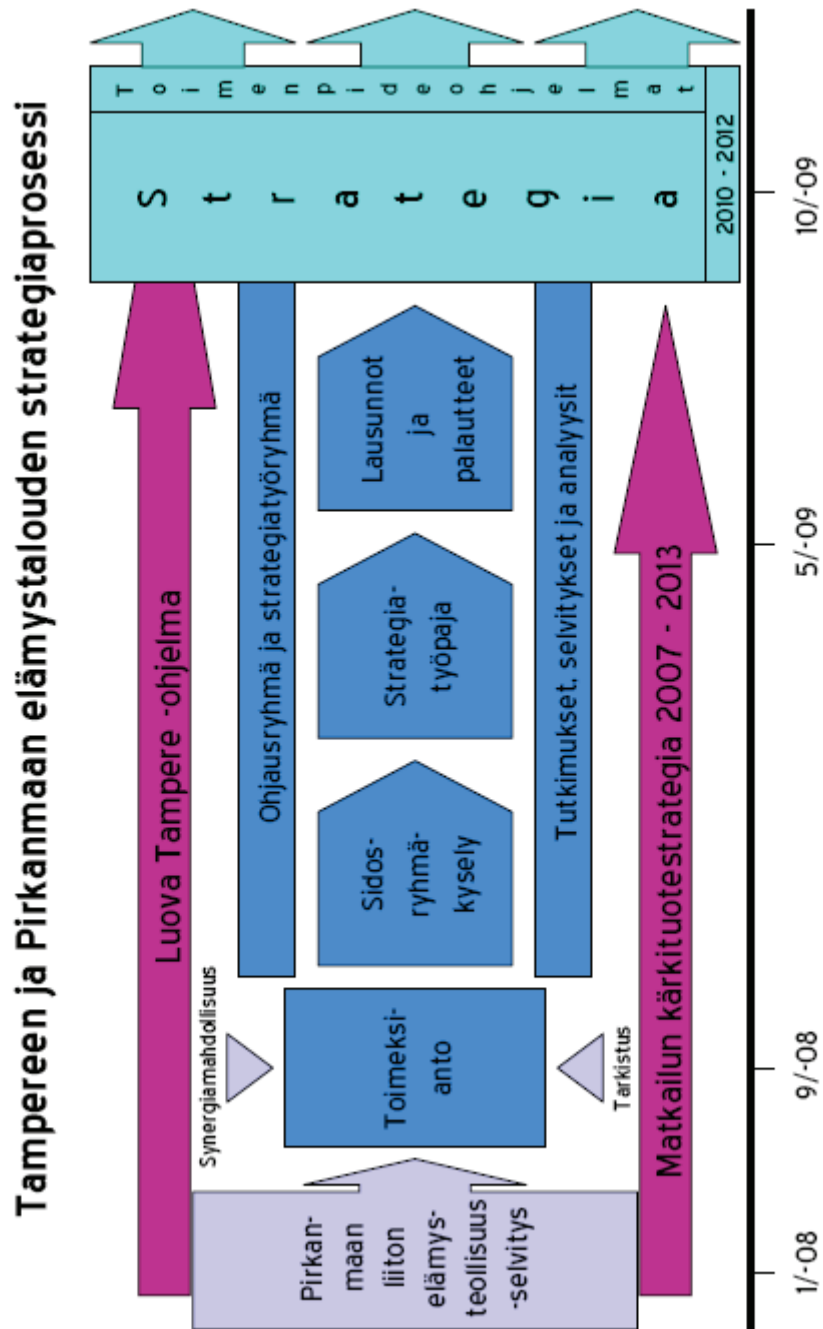 Tampereen ja Pirkanmaan elämystalouden strategiaprosessi
Luova Tampere -ohjelma
Synergiamahdollisuus
Ohjausryhmä ja strategiatyöryhmä
Pirkan-
maan
liiton
elämys-
teollisuus
-selvitys
Toimeksi-
anto
Sidos-
ryhmä-
kysely
Strategia-
työpaja
Lausunnot
ja
palautteet
Tutkimukset, selvitykset ja analyysit
Tarkistus
Matkailun kärkituotestrategia 2007 - 2013
Strategia
Toimenpideohjelmat
2010 - 2012
1/-08
9/-08
5/-09
10/-09